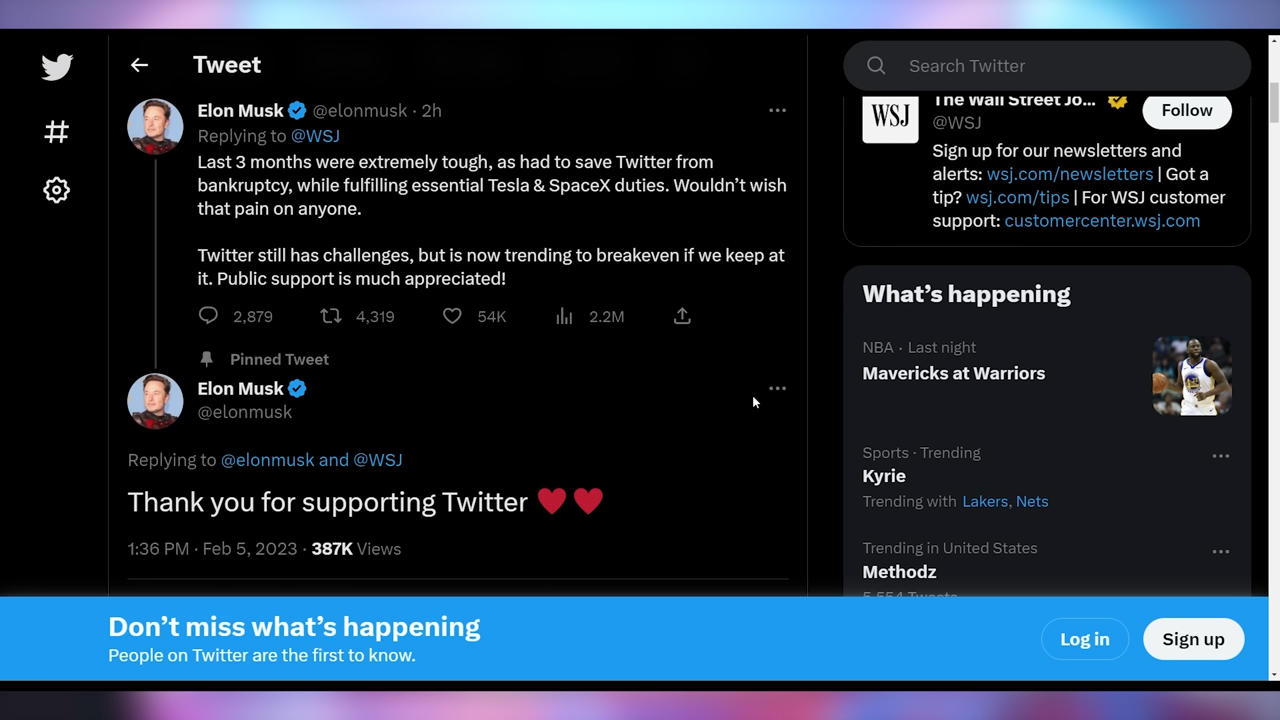 Tweet
Elon Musk @elonmusk · 2h
Replying to @WSJ
Last 3 months were extremely tough, as had to save Twitter from
bankruptcy, while fulfilling essential Tesla & SpaceX duties. Wouldn’t wish
that pain on anyone.
Twitter still has challenges, but is now trending to breakeven if we keep at
it. Public support is much appreciated!
2,879 4,319 54K 2.2M
Pinned Tweet
Elon Musk
@elonmusk
Replying to @elonmusk and @WSJ
Thank you for supporting Twitter ♥️♥️
1:36 PM · Feb 5, 2023 · 387K Views
Search Twitter
WSJ
The Wall Street Jo...
@WSJ
Follow
Sign up for our newsletters and
alerts: wsj.com/newsletters | Got a
tip? wsj.com/tips | For WSJ customer
support: customercenter.wsj.com
What’s happening
NBA · Last night
Mavericks at Warriors
Sports · Trending
Kyrie
Trending with Lakers, Nets
Trending in United States
Methodz
5,554 Tweets
Don’t miss what’s happening
People on Twitter are the first to know.
Log in
Sign up